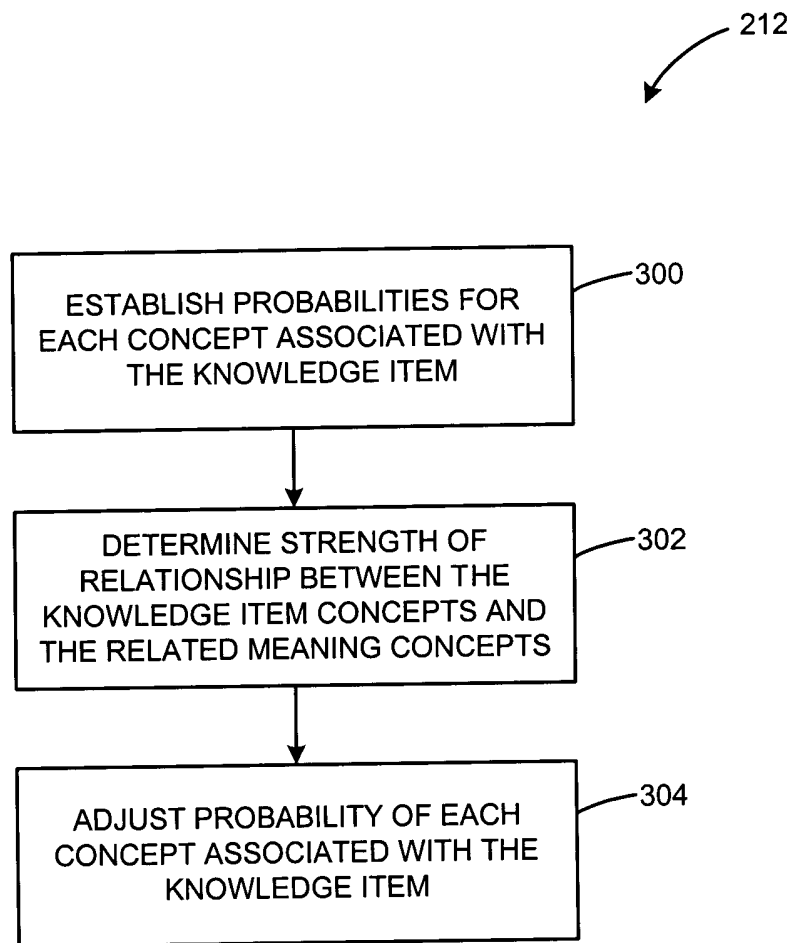 212
300
ESTABLISH PROBABILITIES FOR
EACH CONCEPT ASSOCIATED WITH
THE KNOWLEDGE ITEM
302
DETERMINE STRENGTH OF
RELATIONSHIP BETWEEN THE
KNOWLEDGE ITEM CONCEPTS AND
THE RELATED MEANING CONCEPTS
304
ADJUST PROBABILITY OF EACH
CONCEPT ASSOCIATED WITH THE
KNOWLEDGE ITEM